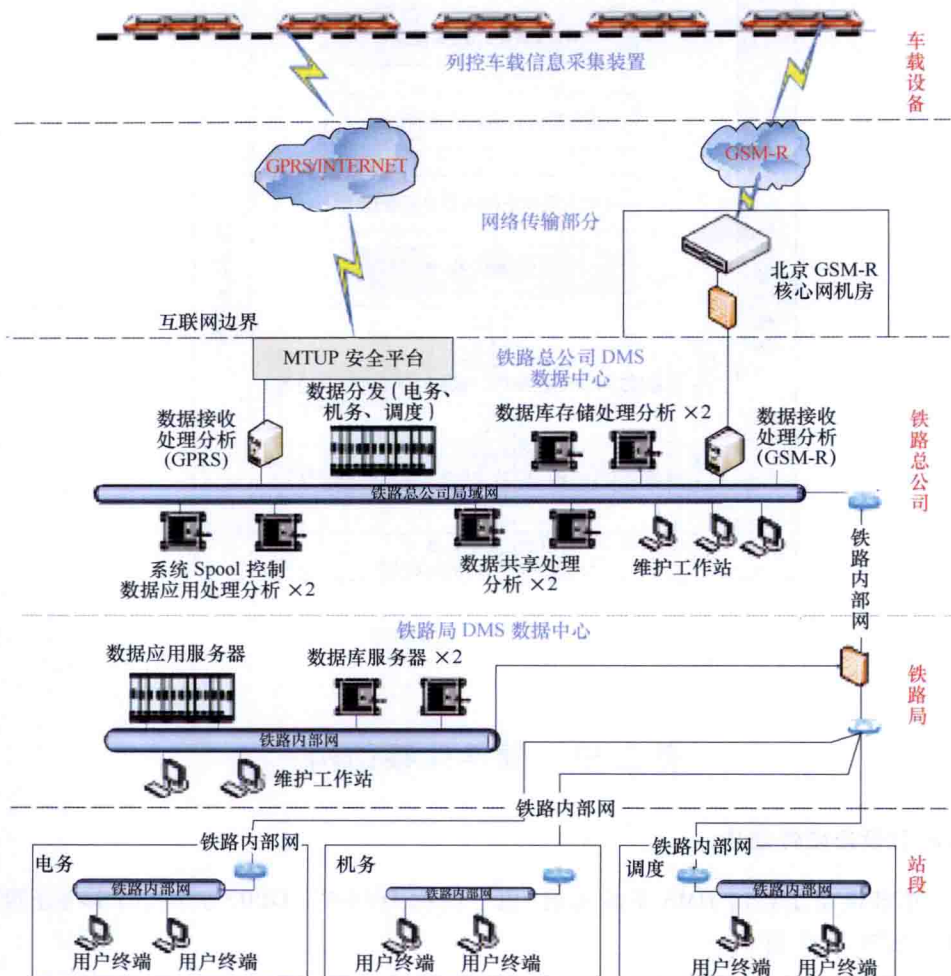 列控车载信息采集装置
车载设备
GPRS/INTERNET
GSM-R
网络传输部分
北京 GSM-R
核心网机房
互联网边界
MTUP 安全平台
铁路总公司 DMS
数据中心
数据分发(电务、
机务、调度)
数据库存储处理分析 ×2
数据接收
处理分析
(GPRS)
数据接收
处理分析
(GSM-R)
铁路总公司
铁路总公司局域网
系统 Spool 控制
数据应用处理分析 ×2
数据共享处理
分析 ×2
维护工作站
铁路内部网
铁路局 DMS 数据中心
数据应用服务器
数据库服务器 ×2
铁路局
铁路内部网
维护工作站
铁路内部网
铁路内部网
铁路内部网
电务
机务
调度
站段
铁路内部网
铁路内部网
铁路内部网
用户终端
用户终端
用户终端
用户终端
用户终端
用户终端